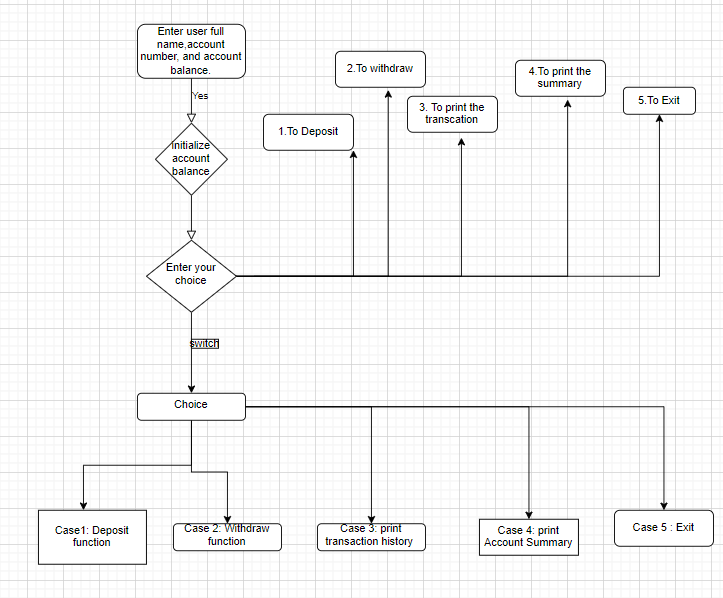 Enter user full
name,account
number, and account
balance.
Yes
Initialize
account
balance
Enter your
choice
1.To Deposit
2.To withdraw
3. To print the
transcation
4.To print the
summary
5.To Exit
switch
Choice
Case1: Deposit
function
Case 2: Withdraw
function
Case 3: print
transaction history
Case 4: print
Account Summary
Case 5 : Exit